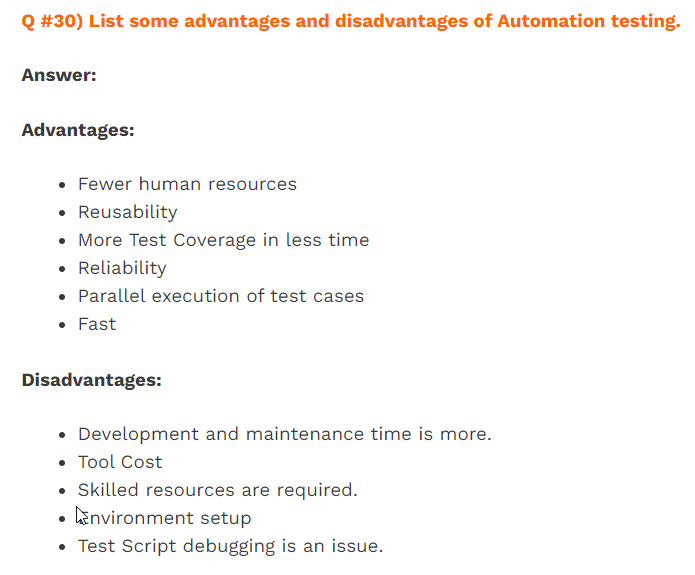 Q #30) List some advantages and disadvantages of Automation testing.
Answer:
Advantages:
Fewer human resources
Reusability
More Test Coverage in less time
Reliability
Parallel execution of test cases
Fast
Disadvantages:
Development and maintenance time is more.
Tool Cost
Skilled resources are required.
Environment setup
Test Script debugging is an issue.